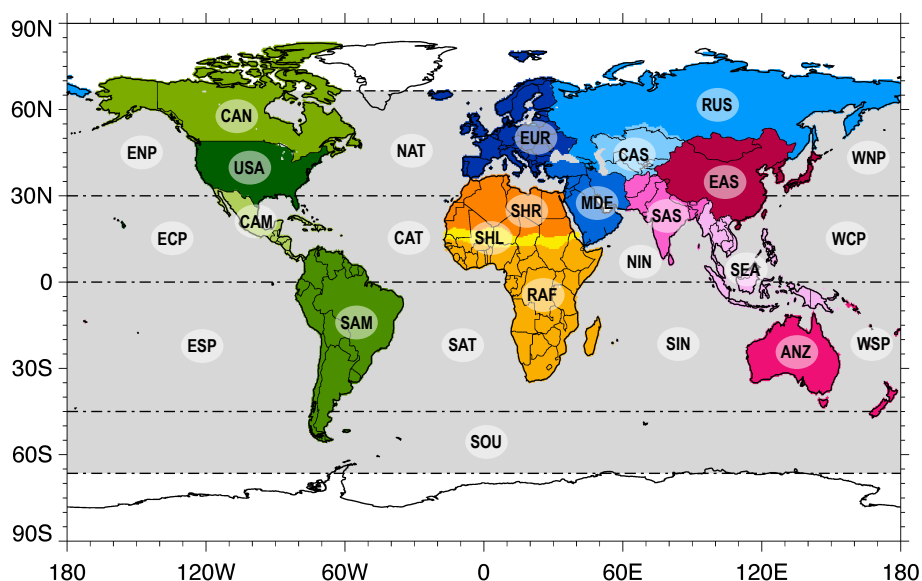 90N
60N
30N
0
30S
60S
90S
CAN
RUS
ENP
NAT
EUR
CAS
WNP
USA
EAS
CAM
SHR
MDE
SAS
ECP
CAT
SHL
NIN
SEA
WCP
RAF
SAM
ESP
SAT
SIN
ANZ
WSP
SOU
180
120W
60W
0
60E
120E
180